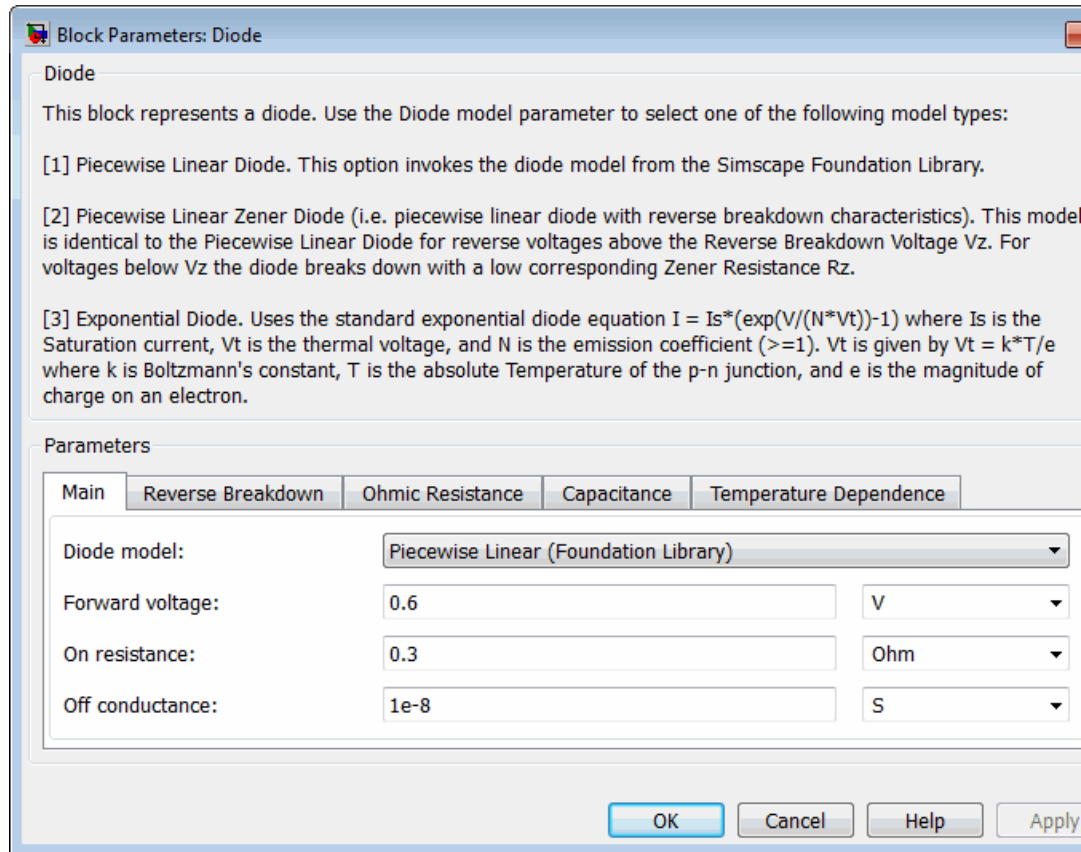 Block Parameters: Diode
Diode
This block represents a diode. Use the Diode model parameter to select one of the following model types:
[1] Piecewise Linear Diode. This option invokes the diode model from the Simscape Foundation Library.
[2] Piecewise Linear Zener Diode (i.e. piecewise linear diode with reverse breakdown characteristics). This model
is identical to the Piecewise Linear Diode for reverse voltages above the Reverse Breakdown Voltage Vz. For
voltages below Vz the diode breaks down with a low corresponding Zener Resistance Rz.
[3] Exponential Diode. Uses the standard exponential diode equation I = Is*(exp(V/(N*Vt))-1) where Is is the
Saturation current, Vt is the thermal voltage, and N is the emission coefficient (>=1). Vt is given by Vt = k*T/e
where k is Boltzmann's constant, T is the absolute Temperature of the p-n junction, and e is the magnitude of
charge on an electron.
Parameters
Main Reverse Breakdown Ohmic Resistance Capacitance Temperature Dependence
Diode model: Piecewise Linear (Foundation Library)
Forward voltage: 0.6 V
On resistance: 0.3 Ohm
Off conductance: 1e-8 S
OK Cancel Help Apply